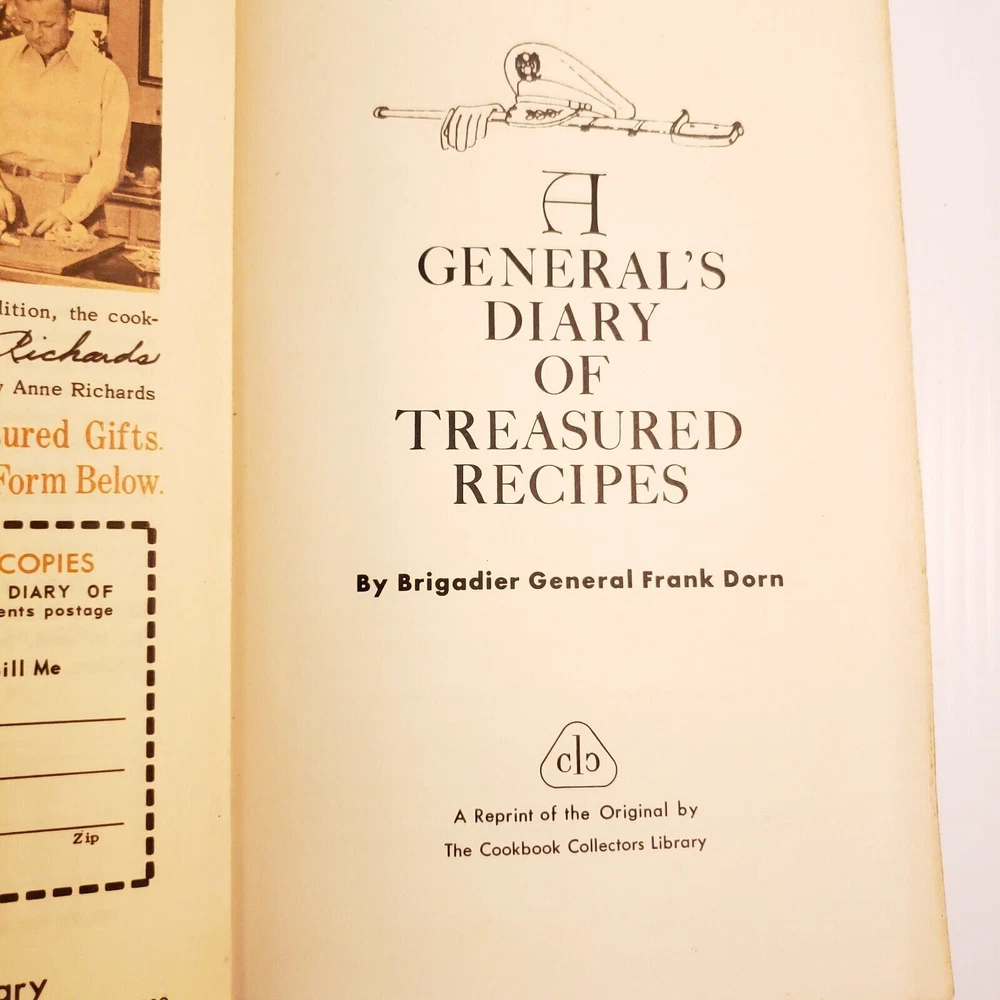 lition, the cook-
Richards
y Anne Richards
ured Gifts.
Form Below.
COPIES
DIARY OF
ents postage
ill Me
Zip
ary
A
GENERAL'S
DIARY
OF
TREASURED
RECIPES
By Brigadier General Frank Dorn
clc
A Reprint of the Original by
The Cookbook Collectors Library